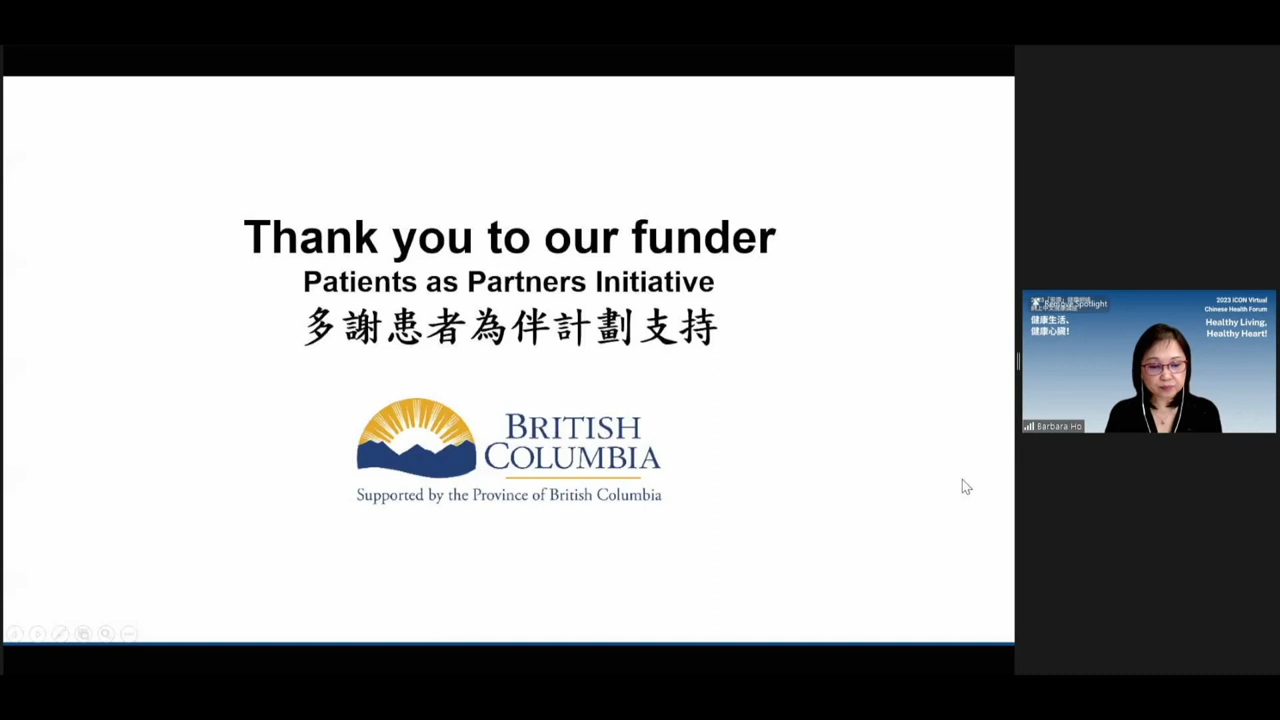 Thank you to our funder
Patients as Partners Initiative
多謝患者為伴計劃支持
BRITISH
COLUMBIA
Supported by the Province of British Columbia
Remove Spotlight
健康生活、
健康心臟!
2023 iCON Virtual
Chinese Health Forum
Healthy Living,
Healthy Heart!
Barbara Ho